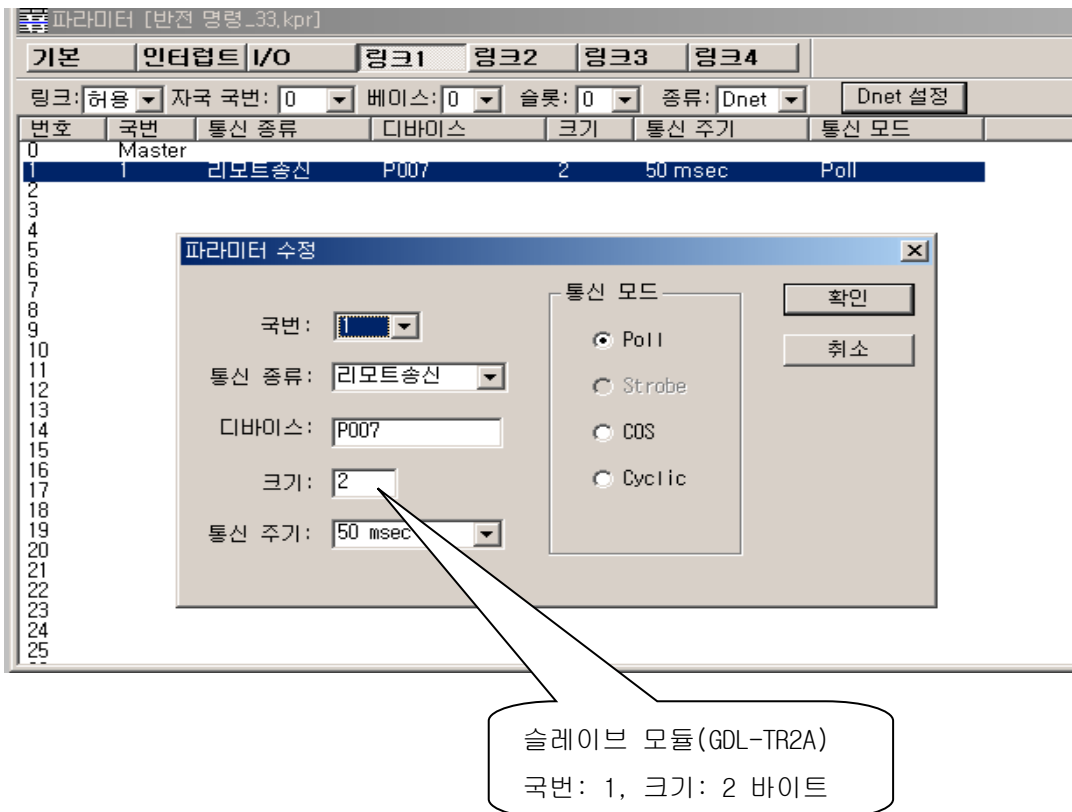 파라미터 [반전 명령_33.kpr]
기본 인터럽트 I/O 링크1 링크2 링크3 링크4
링크: 허용 자국 국번: 0 베이스: 0 슬롯: 0 종류: Dnet Dnet 설정
번호 국번 통신 종류 디바이스 크기 통신 주기 통신 모드
0 Master
1 1 리모트송신 P007 2 50 msec Poll
2
3
4
5
6
7
8
9
10
11
12
13
14
15
16
17
18
19
20
21
22
23
24
25
파라미터 수정
국번: 1
통신 종류: 리모트송신
디바이스: P007
크기: 2
통신 주기: 50 msec
통신 모드
Poll
Strobe
COS
Cyclic
확인
취소
슬레이브 모듈(GDL-TR2A)
국번: 1, 크기: 2 바이트